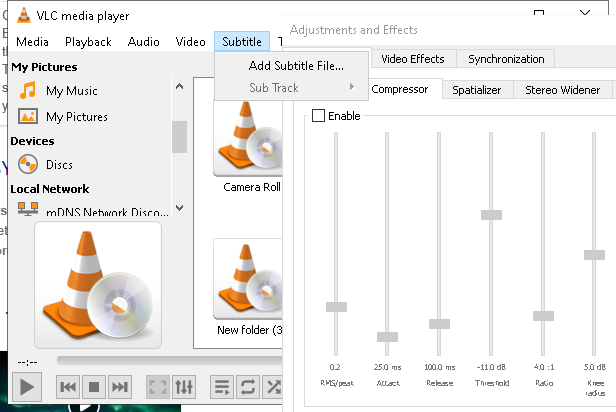 VLC media player
Media Playback Audio Video Subtitle
Adjustments and Effects
Add Subtitle File...
Sub Track
Video Effects Synchronization
Compressor Spatializer Stereo Widener
Enable
My Pictures
My Music
My Pictures
Devices
Discs
Local Network
mDNS Network Disco...
Camera Roll
New folder (3
--:--
0.2 25.0 ms 100.0 ms -11.0 dB 4.0 :1 5.0 dB
RMS/peak Attack Release Threshold Ratio Knee
radius